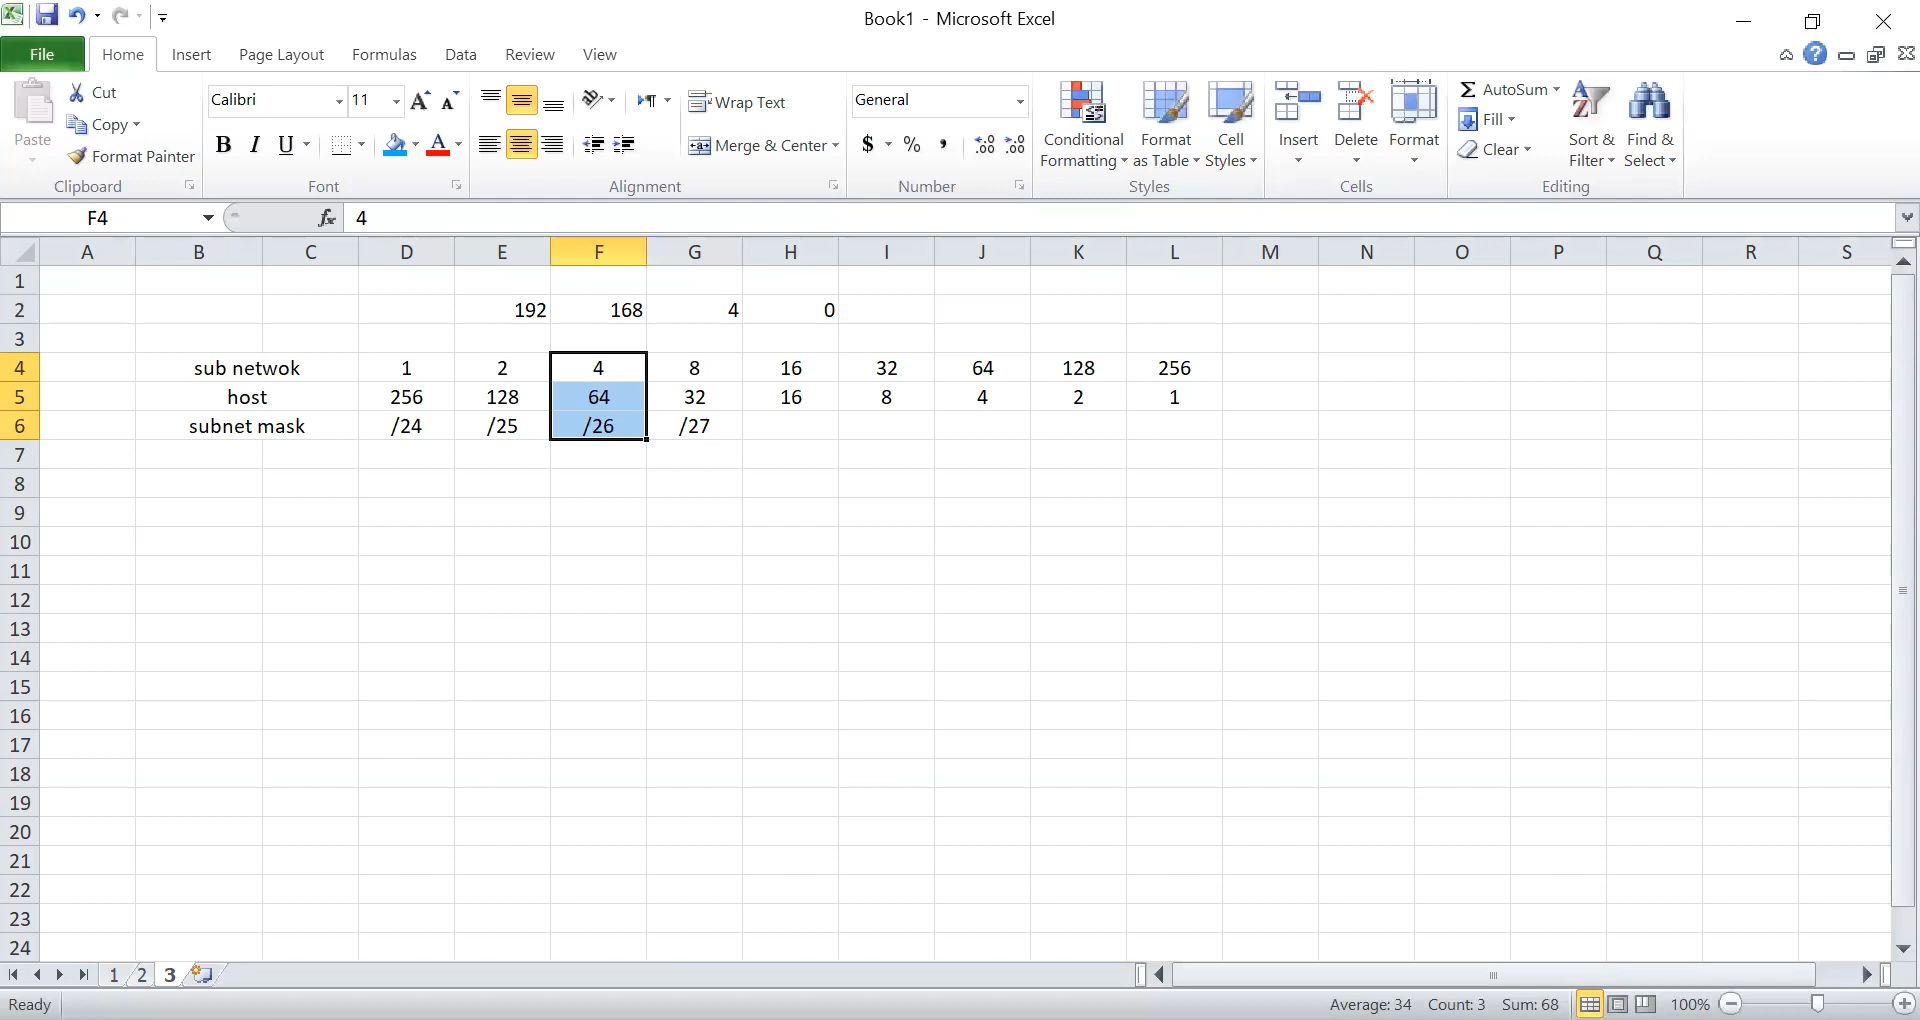 Book1 - Microsoft Excel
File Home Insert Page Layout Formulas Data Review View
Paste
Cut
Copy
Format Painter
Clipboard
Calibri 11
B I U
Font
Wrap Text
Merge & Center
Alignment
General
$ % ,
Number
Conditional Formatting
Format as Table
Cell Styles
Styles
Insert Delete Format
Cells
AutoSum
Fill
Clear
Sort & Filter
Find & Select
Editing
F4 fx 4
A B C D E F G H I J K L M N O P Q R S
1
2 192 168 4 0
3
4 sub netwok 1 2 4 8 16 32 64 128 256
5 host 256 128 64 32 16 8 4 2 1
6 subnet mask /24 /25 /26 /27
7
8
9
10
11
12
13
14
15
16
17
18
19
20
21
22
23
24
1 2 3
Ready Average: 34 Count: 3 Sum: 68 100%